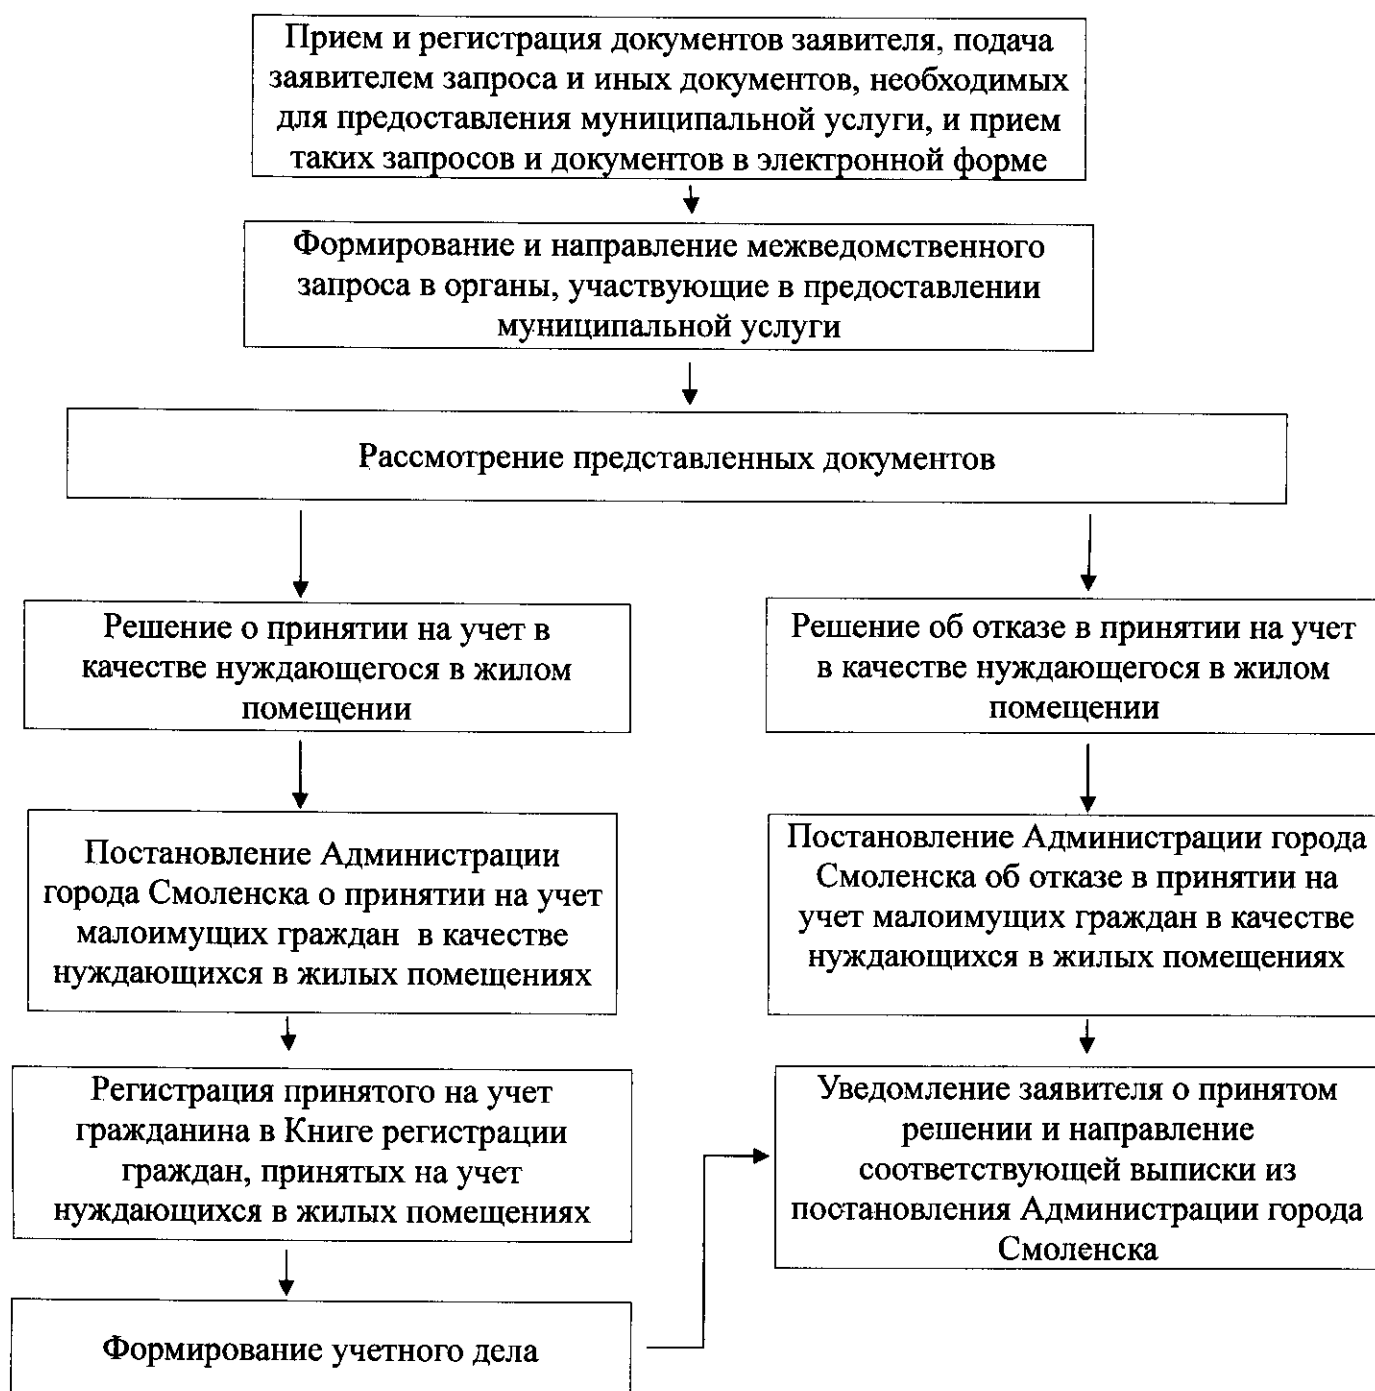 Прием и регистрация документов заявителя, подача
заявителем запроса и иных документов, необходимых
для предоставления муниципальной услуги, и прием
таких запросов и документов в электронной форме
Формирование и направление межведомственного
запроса в органы, участвующие в предоставлении
муниципальной услуги
Рассмотрение представленных документов
Решение о принятии на учет в
качестве нуждающегося в жилом
помещении
Решение об отказе в принятии на учет
в качестве нуждающегося в жилом
помещении
Постановление Администрации
города Смоленска о принятии на учет
малоимущих граждан в качестве
нуждающихся в жилых помещениях
Постановление Администрации города
Смоленска об отказе в принятии на
учет малоимущих граждан в качестве
нуждающихся в жилых помещениях
Регистрация принятого на учет
гражданина в Книге регистрации
граждан, принятых на учет
нуждающихся в жилых помещениях
Уведомление заявителя о принятом
решении и направление
соответствующей выписки из
постановления Администрации города
Смоленска
Формирование учетного дела